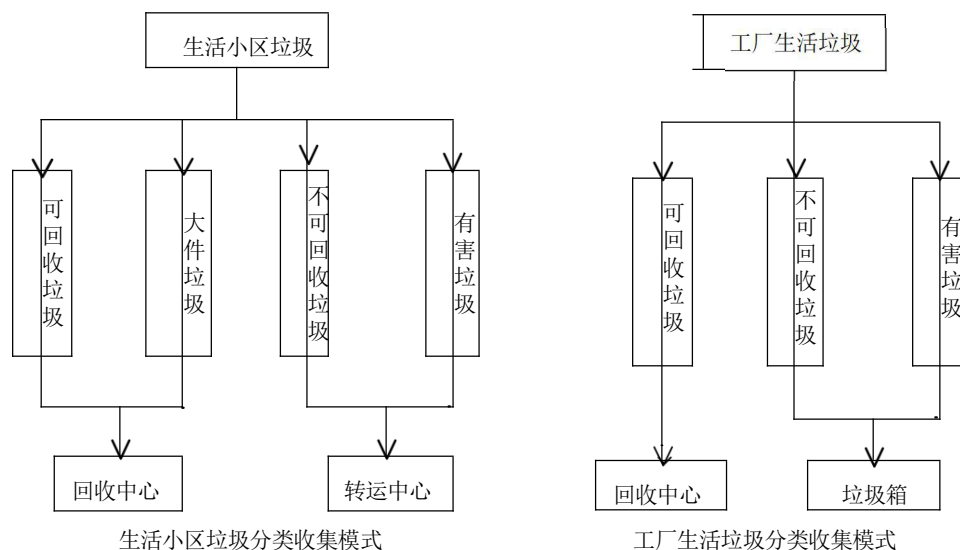 生活小区垃圾
可回收垃圾
大件垃圾
不可回收垃圾
有害垃圾
回收中心
转运中心
生活小区垃圾分类收集模式
工厂生活垃圾
可回收垃圾
不可回收垃圾
有害垃圾
回收中心
垃圾箱
工厂生活垃圾分类收集模式